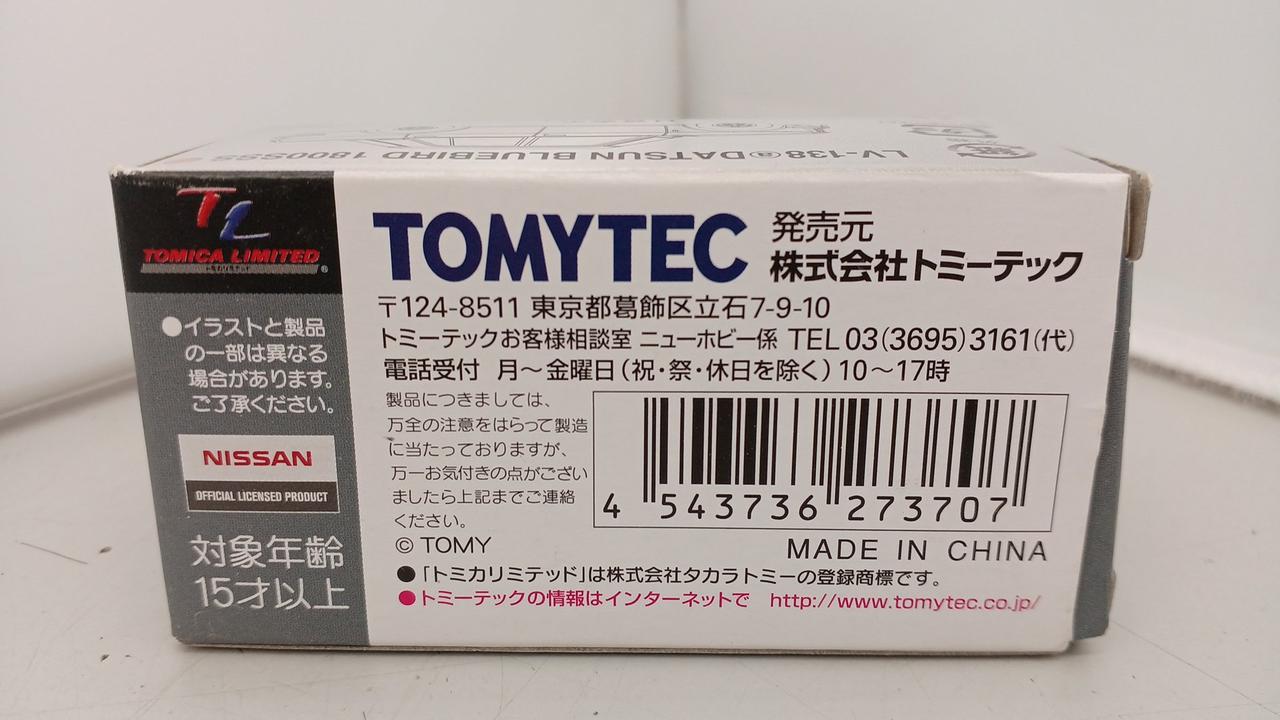 LV-138 ⓐ DATSUN BLUEBIRD 1800SSS
TL
TOMICA LIMITED
®
●イラストと製品
の一部は異なる
場合があります。
ご了承ください。
NISSAN
OFFICIAL LICENSED PRODUCT
対象年齢
15才以上
TOMYTEC
発売元
株式会社トミーテック
〒124-8511 東京都葛飾区立石7-9-10
トミーテックお客様相談室 ニューホビー係 TEL 03(3695)3161(代)
電話受付 月〜金曜日(祝・祭・休日を除く)10〜17時
製品につきましては、
万全の注意をはらって製造
に当たっておりますが、
万一お気付きの点がござい
ましたら上記までご連絡
ください。
4 543736 273707
© TOMY
MADE IN CHINA
●「トミカリミテッド」は株式会社タカラトミーの登録商標です。
●トミーテックの情報はインターネットで http://www.tomytec.co.jp/